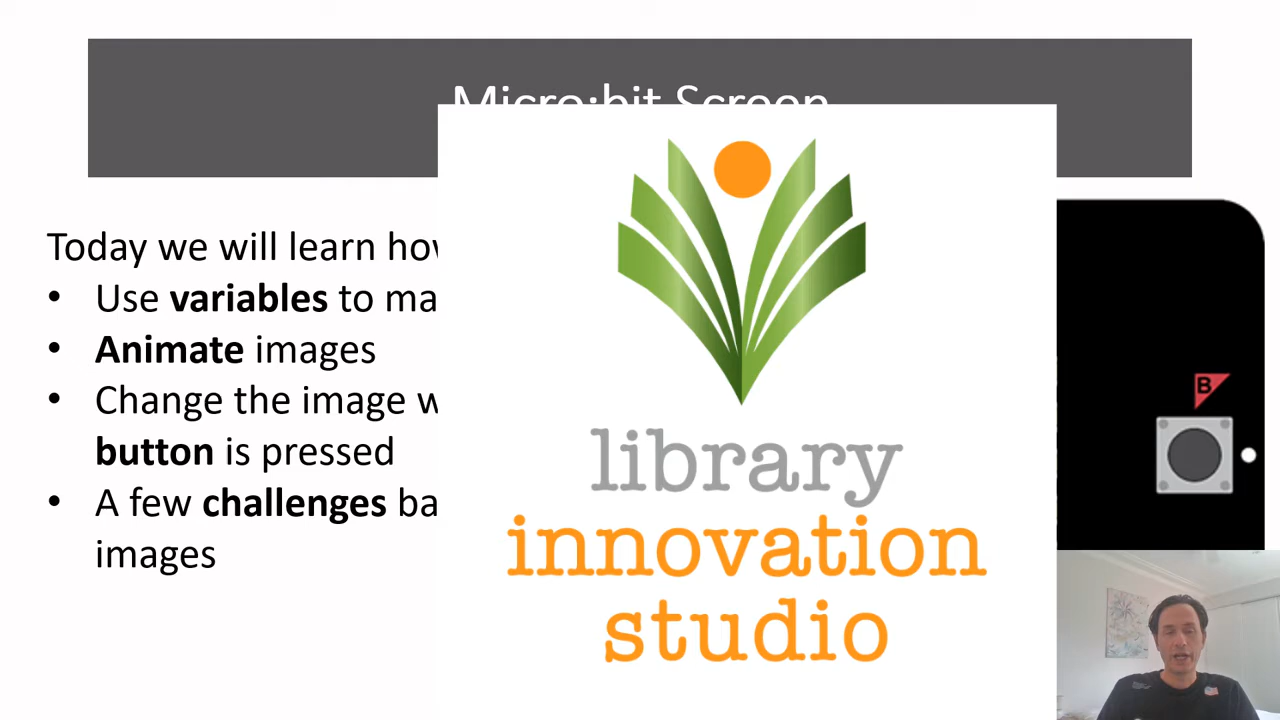 Micro:bit Screen
Today we will learn how
• Use variables to ma
• Animate images
• Change the image w
button is pressed
• A few challenges ba
images
library
innovation
studio
B